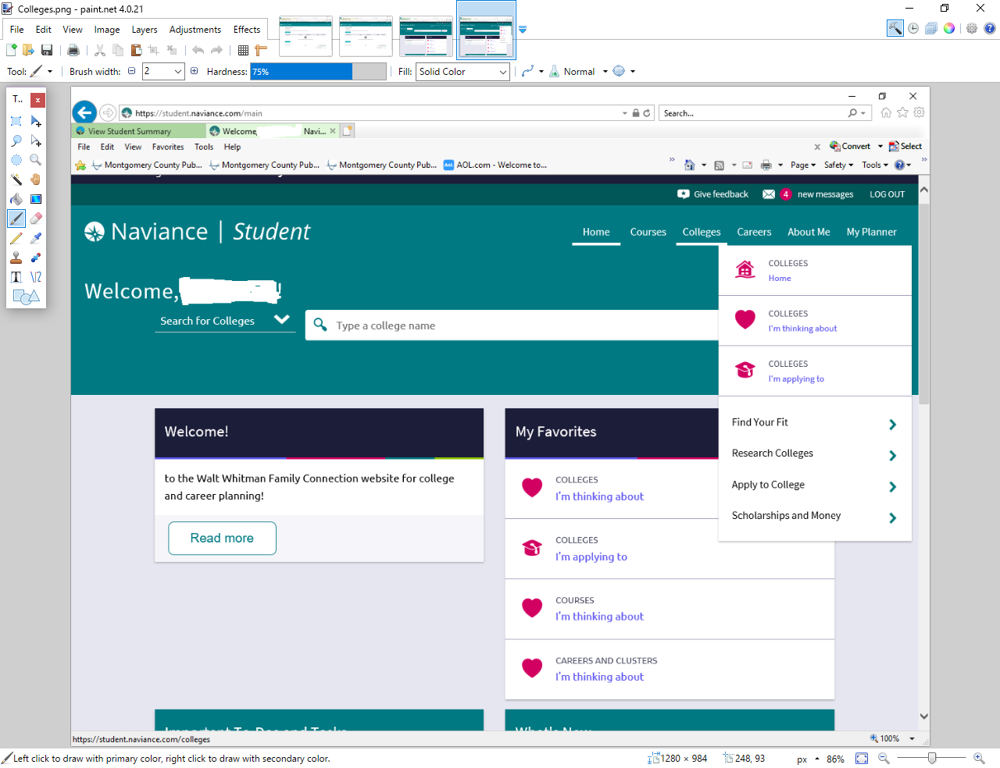 Colleges.png - paint.net 4.0.21
File Edit View Image Layers Adjustments Effects
Tool: Brush width: 2 Hardness: 75% Fill: Solid Color Normal
T...
https://student.naviance.com/main
Search...
View Student Summary
Welcome, Navi...
File Edit View Favorites Tools Help
Convert Select
Montgomery County Pub... Montgomery County Pub... Montgomery County Pub... AOL.com - Welcome to...
Page Safety Tools
Give feedback 4 new messages LOG OUT
Naviance | Student
Home Courses Colleges Careers About Me My Planner
COLLEGES
Home
COLLEGES
I'm thinking about
COLLEGES
I'm applying to
Find Your Fit
Research Colleges
Apply to College
Scholarships and Money
Welcome, !
Search for Colleges
Type a college name
Welcome!
to the Walt Whitman Family Connection website for college
and career planning!
Read more
My Favorites
COLLEGES
I'm thinking about
COLLEGES
I'm applying to
COURSES
I'm thinking about
CAREERS AND CLUSTERS
I'm thinking about
Important To-Dos and Tasks
What's New
https://student.naviance.com/colleges
100%
Left click to draw with primary color, right click to draw with secondary color.
1280 × 984 248, 93 px 86%